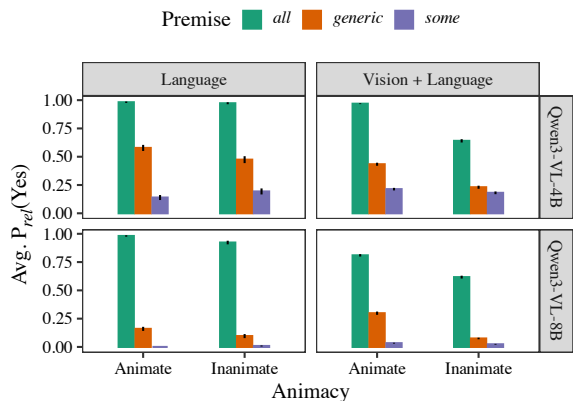 Premise all generic some
Language Vision + Language
1.00
0.75
0.50
0.25
0.00
Qwen3-VL-4B
1.00
0.75
0.50
0.25
0.00
Qwen3-VL-8B
Avg. Prel(Yes)
Animate Inanimate Animate Inanimate
Animacy